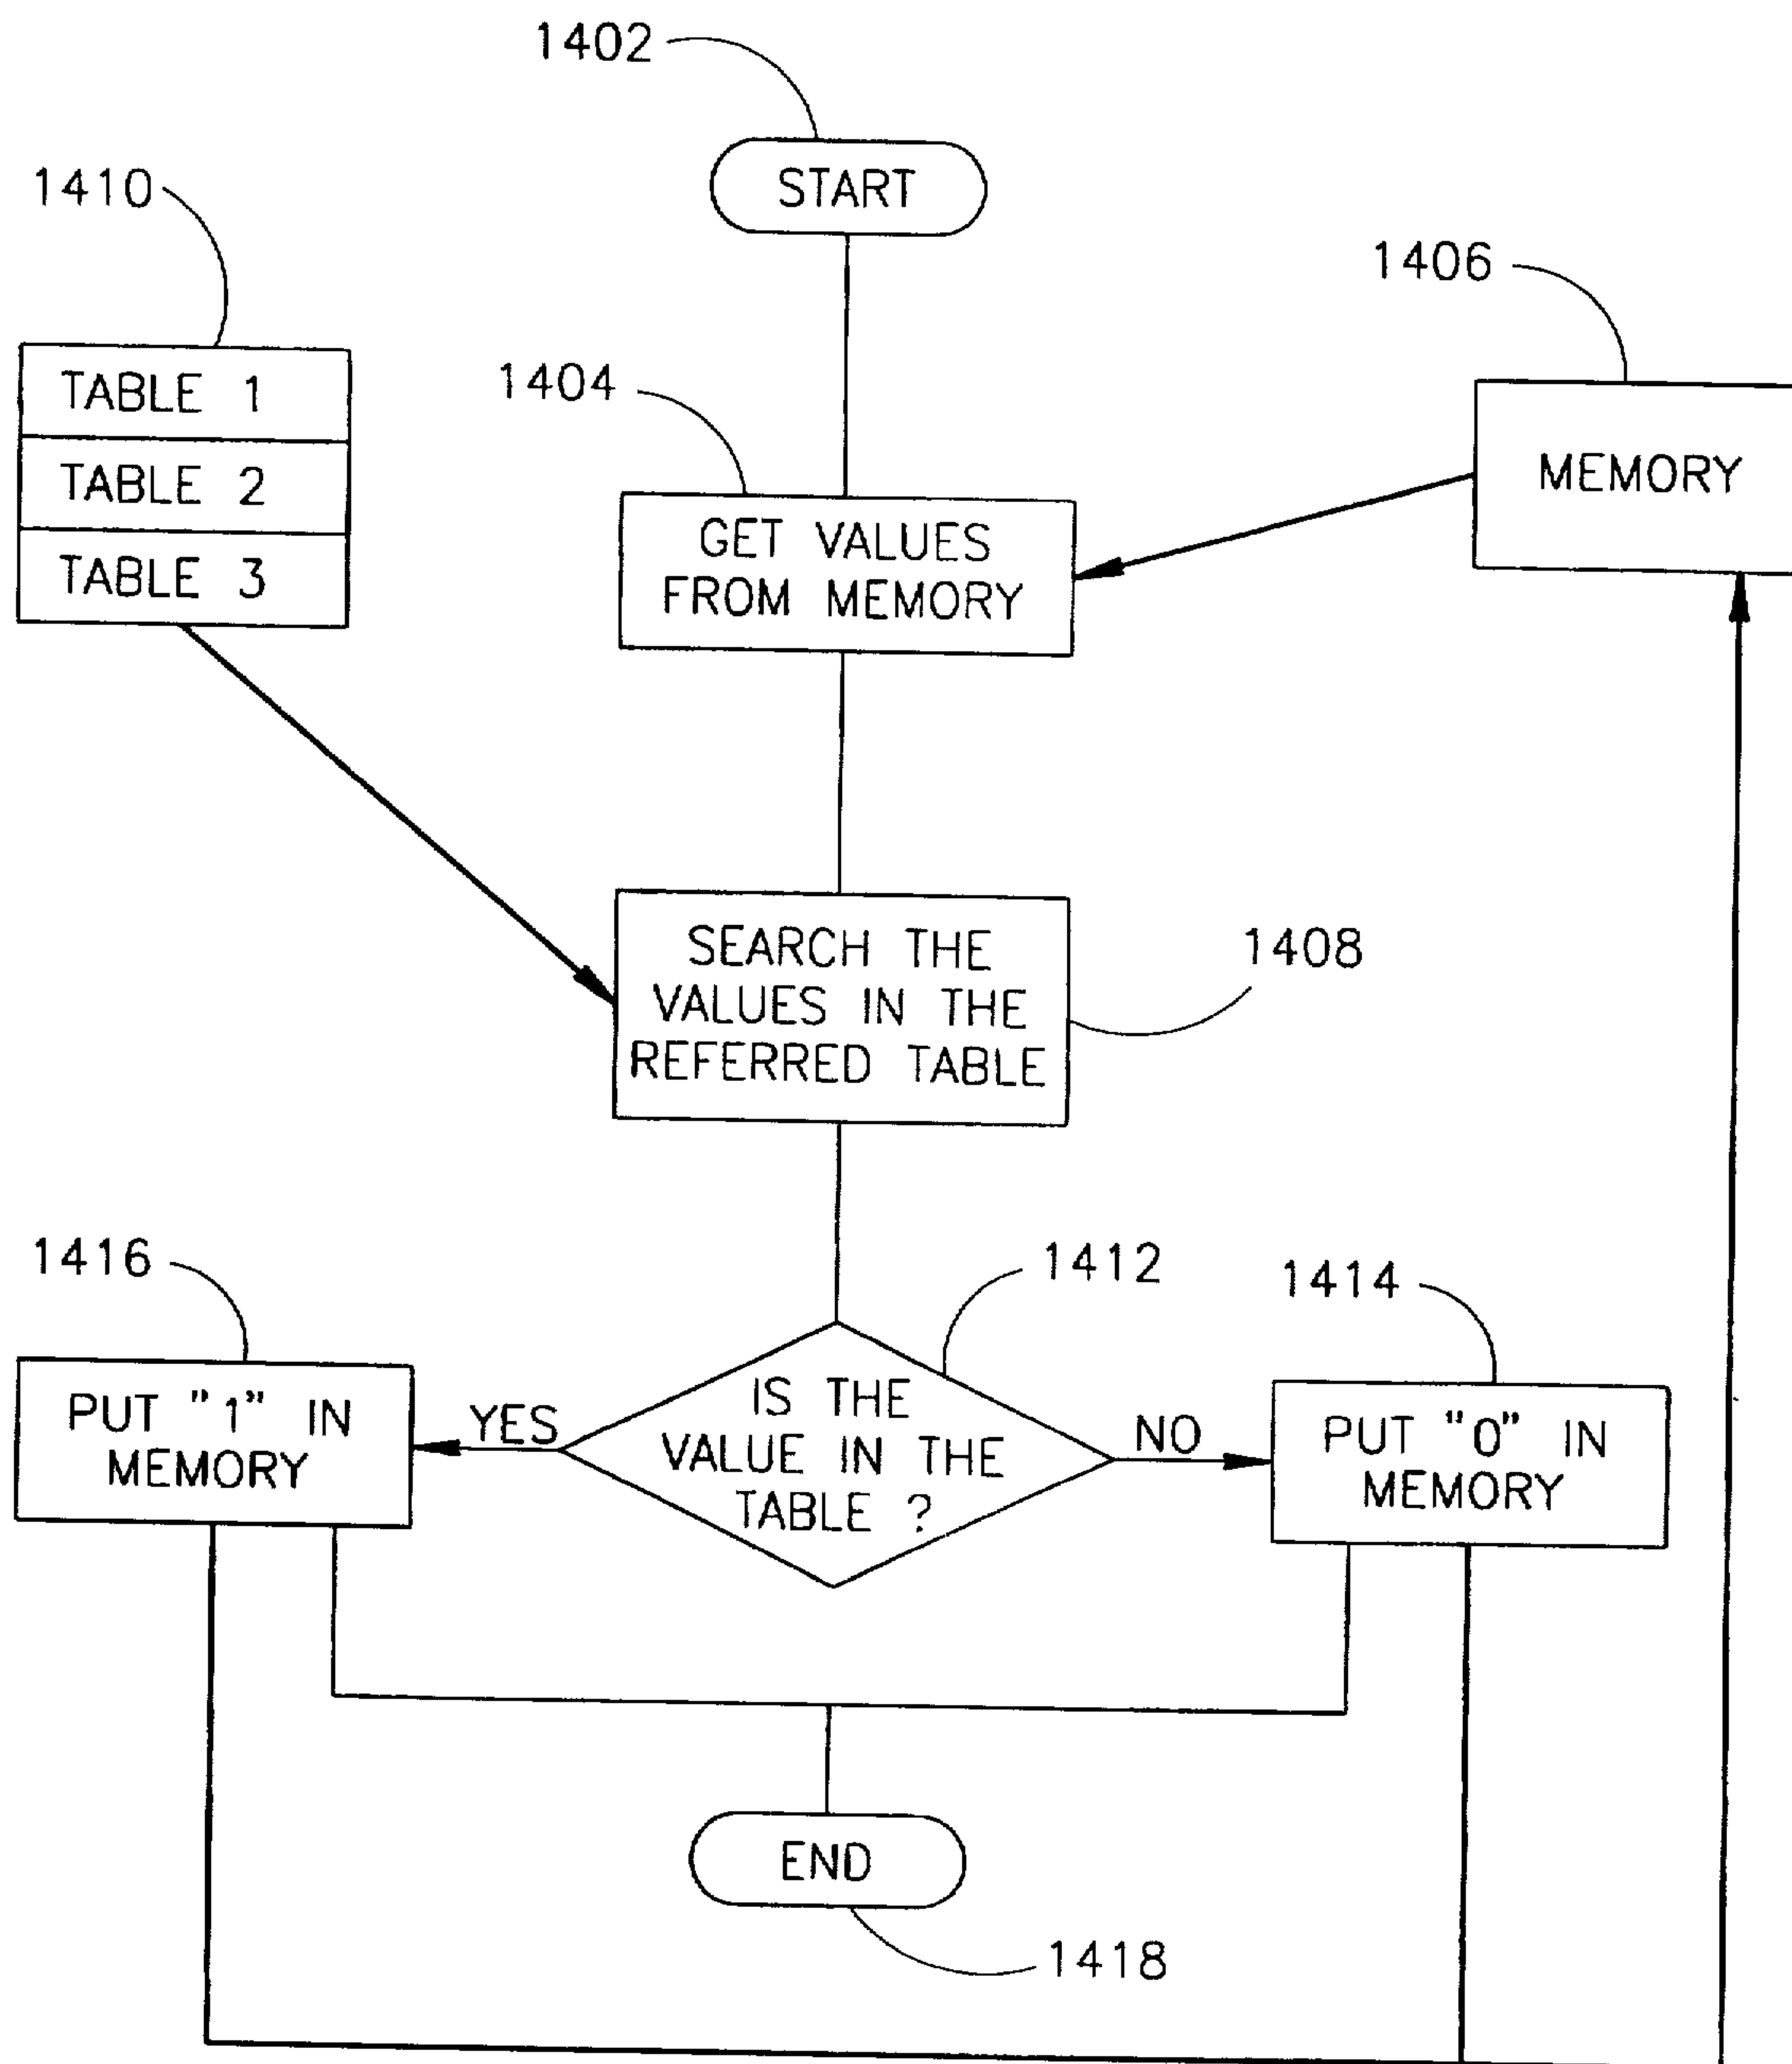 1402
START
1410
1406
TABLE 1
TABLE 2
TABLE 3
1404
MEMORY
GET VALUES
FROM MEMORY
SEARCH THE
VALUES IN THE
REFERRED TABLE
1408
1416
1412
1414
PUT "1" IN
MEMORY
YES
IS THE
VALUE IN THE
TABLE ?
NO
PUT "0" IN
MEMORY
END
1418